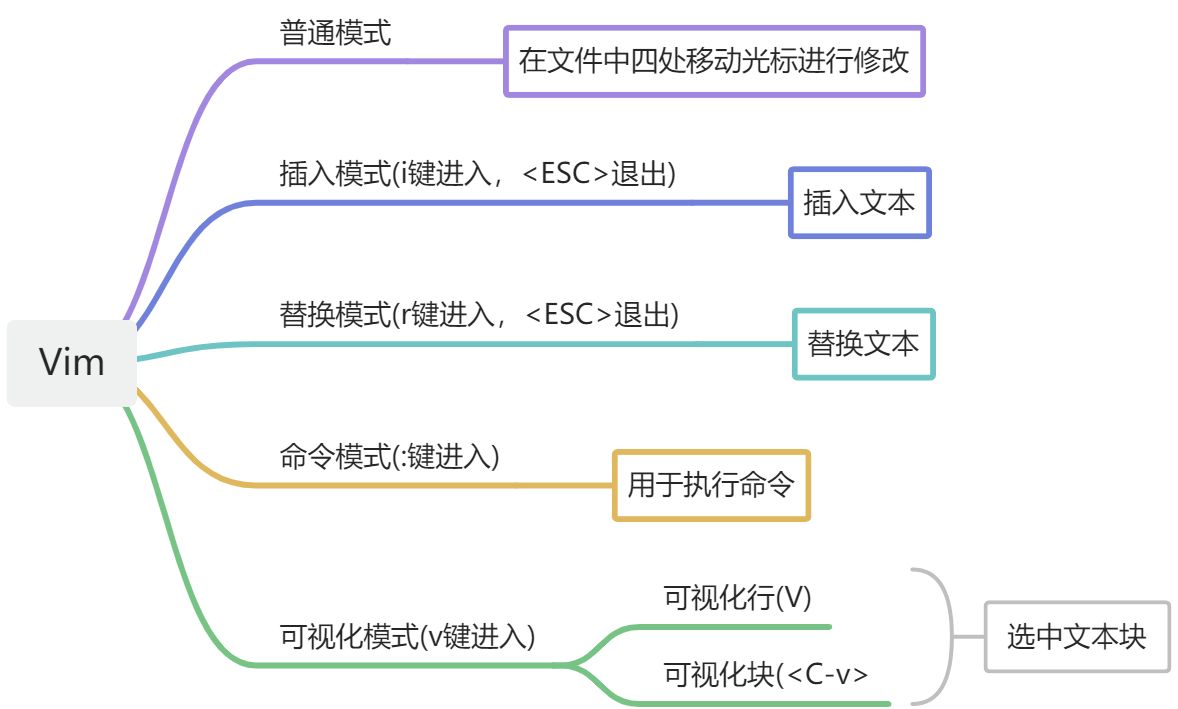 普通模式
在文件中四处移动光标进行修改
插入模式(i键进入，<ESC>退出)
插入文本
替换模式(r键进入，<ESC>退出)
替换文本
Vim
命令模式(:键进入)
用于执行命令
可视化模式(v键进入)
可视化行(V)
可视化块(<C-v>
选中文本块